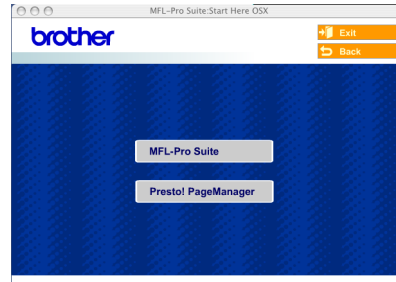 MFL-Pro Suite:Start Here OSX
brother
Exit
Back
MFL-Pro Suite
Presto! PageManager